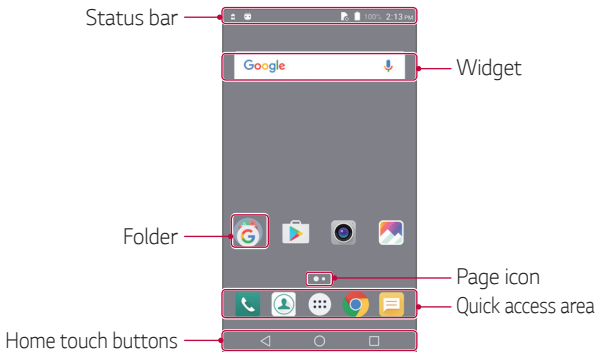 Status bar
100% 2:13 PM
Google
Widget
Folder
Page icon
Quick access area
Home touch buttons